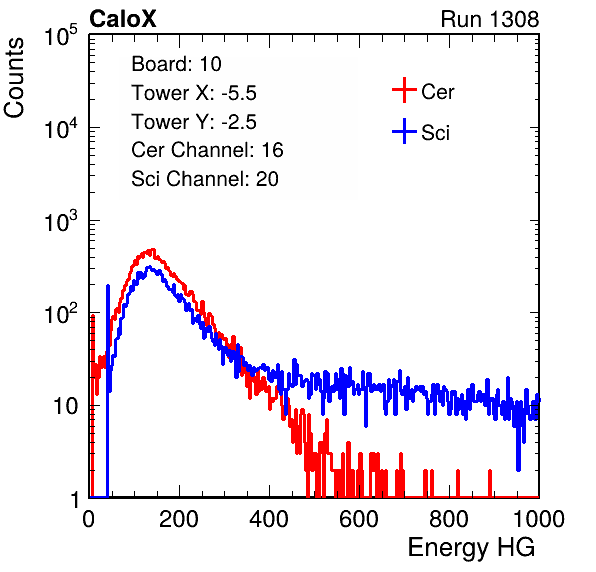 CaloX Run 1308
Counts
10^5
10^4
10^3
10^2
10
1
Board: 10
Tower X: -5.5
Tower Y: -2.5
Cer Channel: 16
Sci Channel: 20
Cer
Sci
0 200 400 600 800 1000
Energy HG